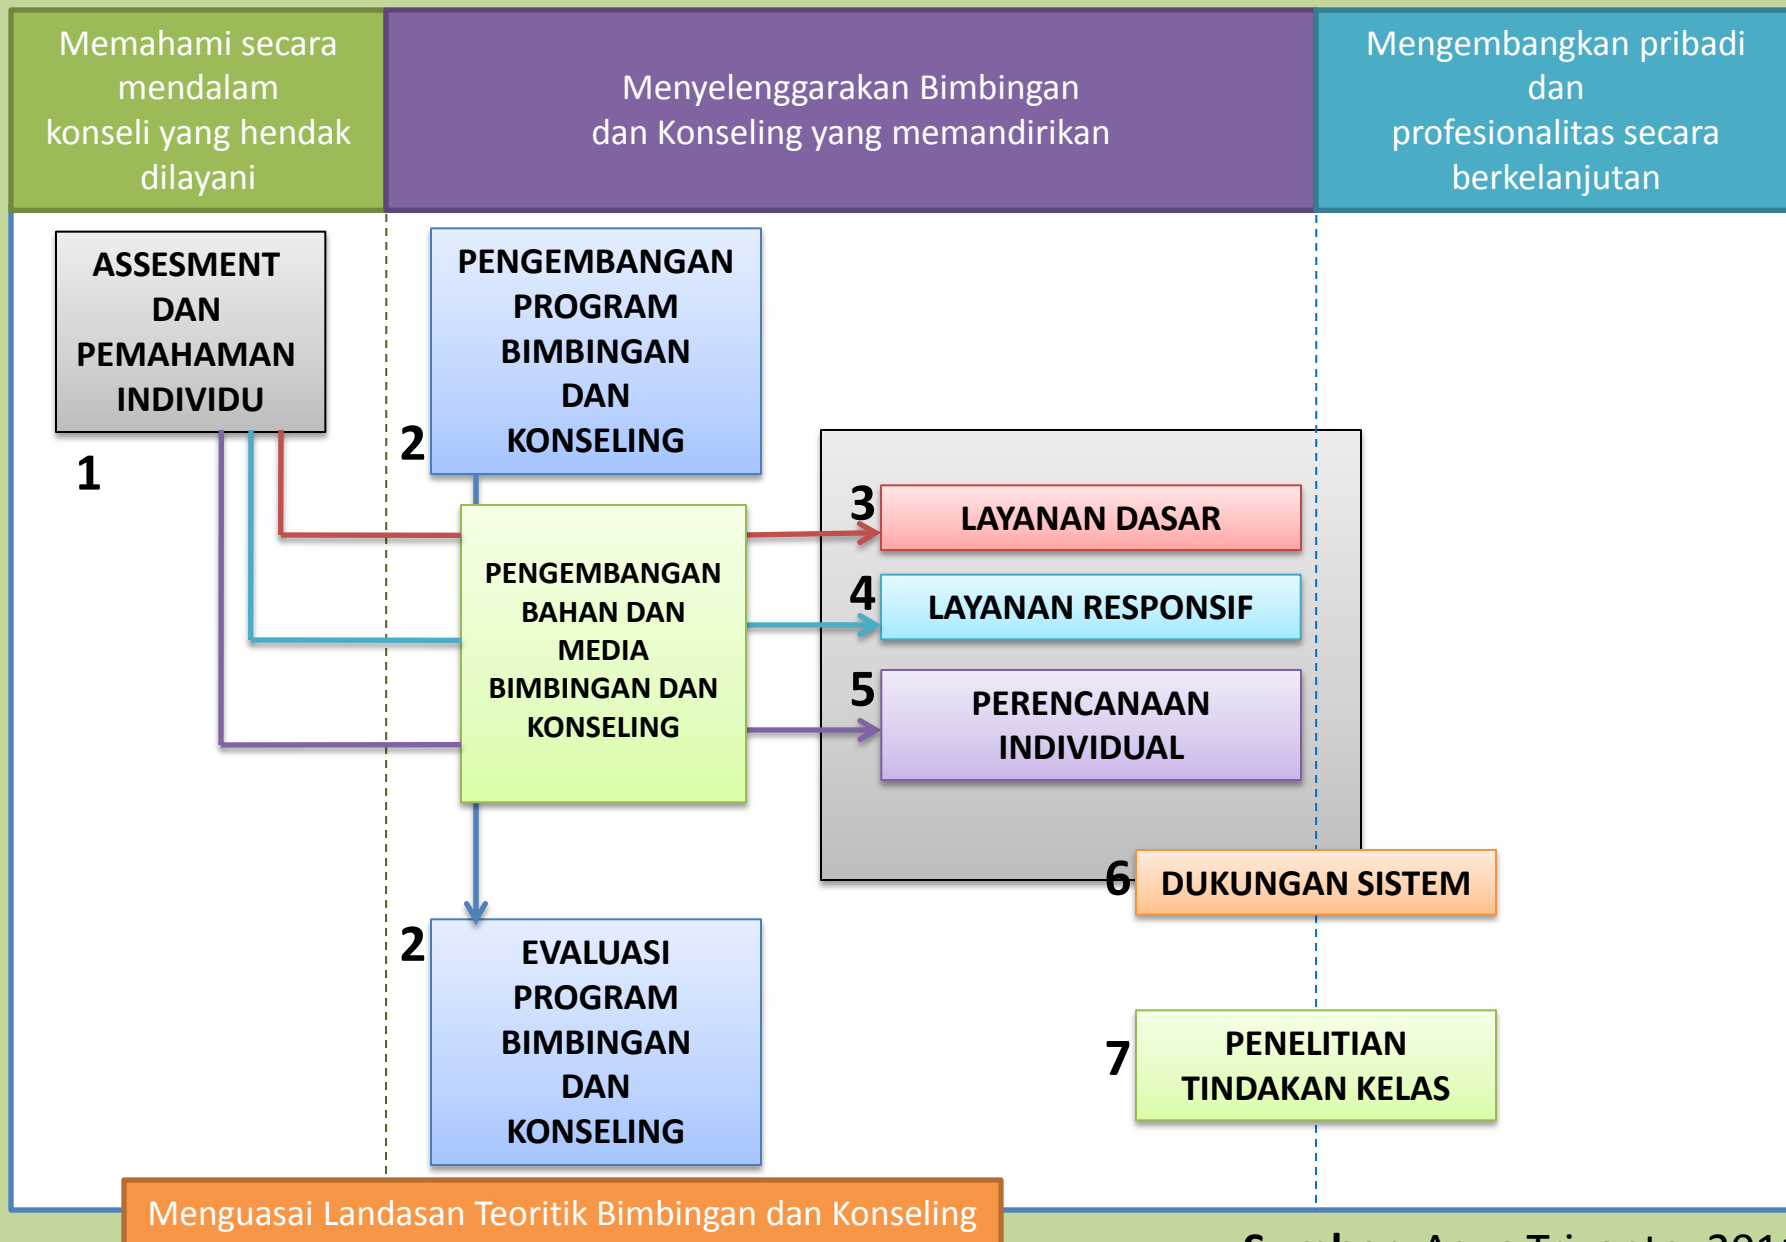 Memahami secara
mendalam
konseli yang hendak
dilayani
Menyelenggarakan Bimbingan
dan Konseling yang memandirikan
Mengembangkan pribadi
dan
profesionalitas secara
berkelanjutan
ASSESMENT
DAN
PEMAHAMAN
INDIVIDU
1
PENGEMBANGAN
PROGRAM
BIMBINGAN
DAN
KONSELING
2
PENGEMBANGAN
BAHAN DAN
MEDIA
BIMBINGAN DAN
KONSELING
3
LAYANAN DASAR
4
LAYANAN RESPONSIF
5
PERENCANAAN
INDIVIDUAL
6
DUKUNGAN SISTEM
2
EVALUASI
PROGRAM
BIMBINGAN
DAN
KONSELING
7
PENELITIAN
TINDAKAN KELAS
Menguasai Landasan Teoritik Bimbingan dan Konseling